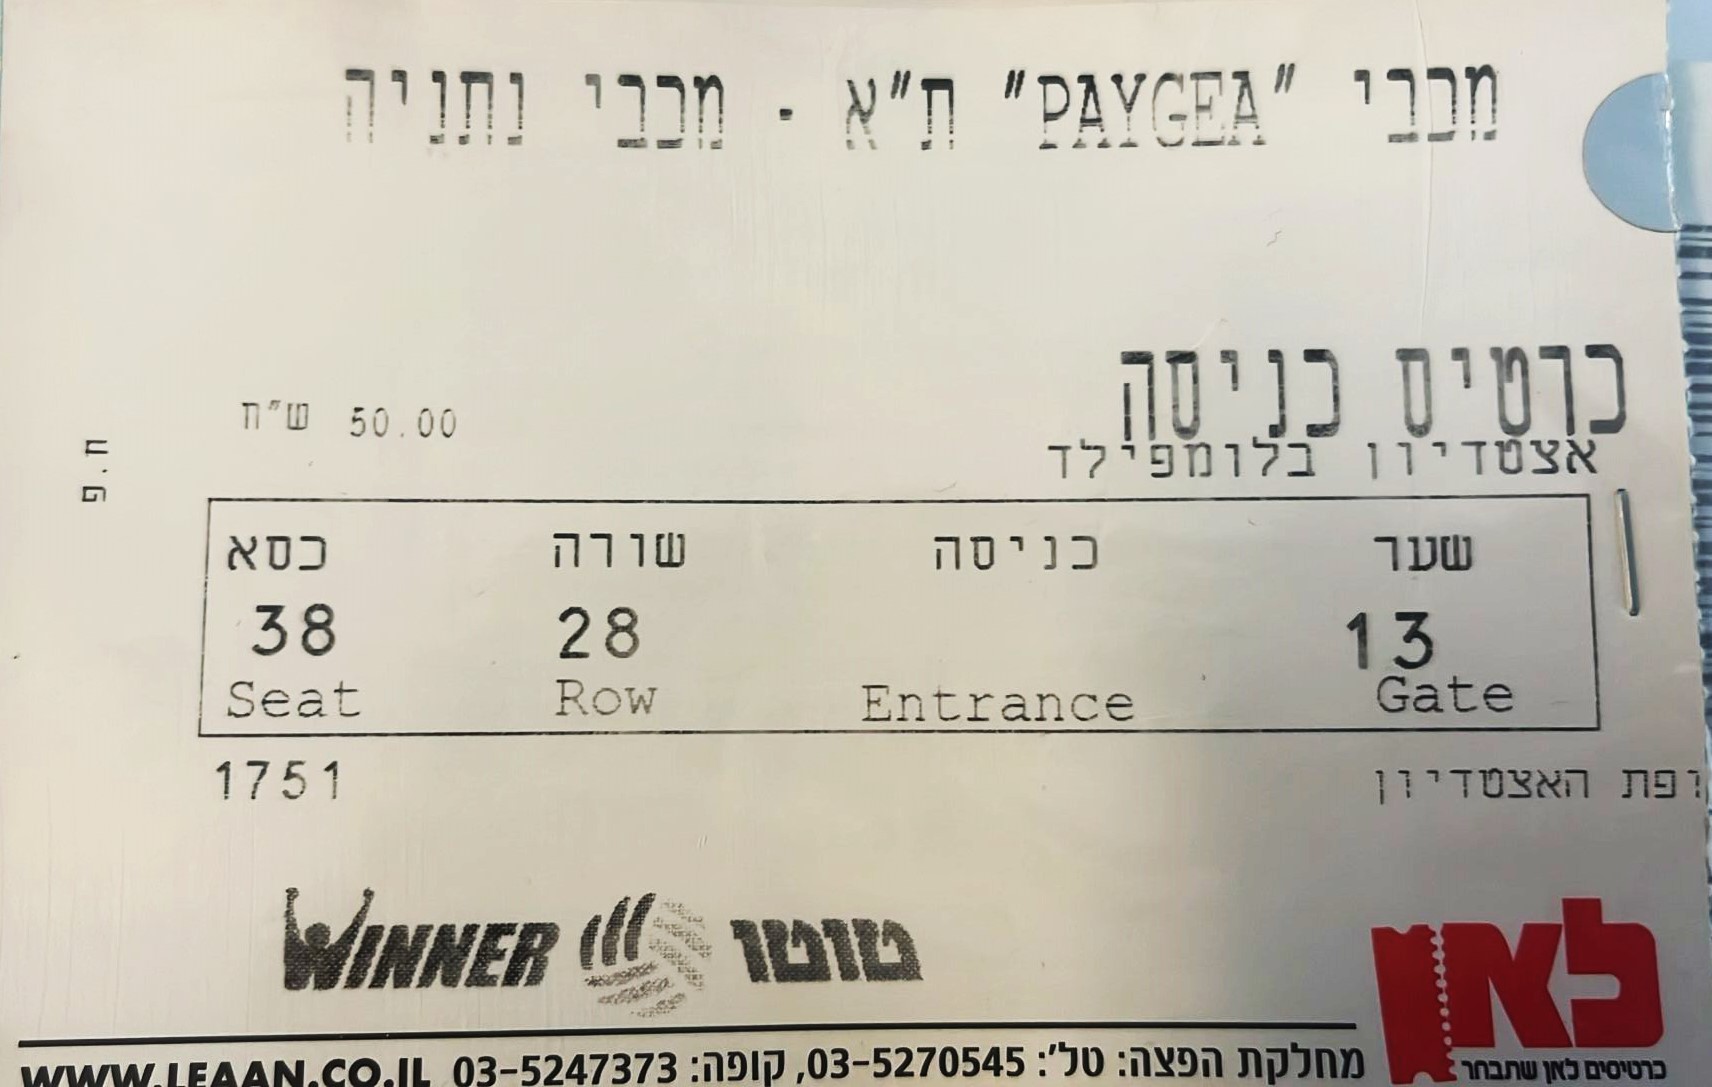 מכבי "PAYGEA" ת"א - מכבי נתניה
כרטיס כניסה
50.00 ש"ח
אצטדיון בלומפילד
ח.פ
שער כניסה שורה כסא
13 28 38
Gate Entrance Row Seat
ופת האצטדיון 1751
WINNER טוטו
לאן
כרטיסים לאן שתבחר
מחלקת הפצה: טל': 03-5270545, קופה: 03-5247373 WWW.LEAAN.CO.IL